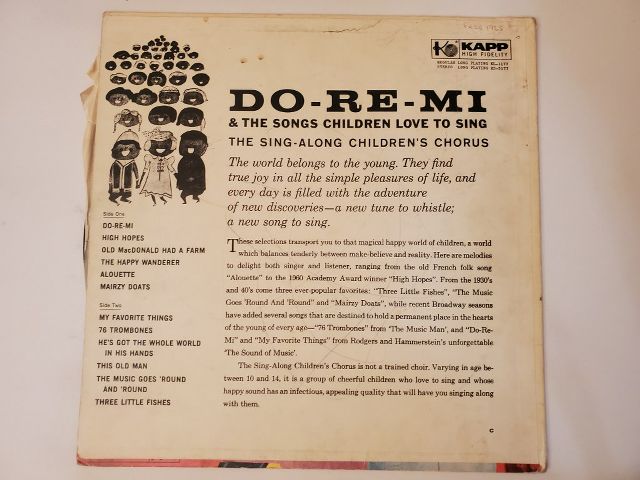 KAPP
HIGH FIDELITY
REGULAR LONG PLAYING KL-1177
STEREO LONG PLAYING KS-3077
DO-RE-MI
& THE SONGS CHILDREN LOVE TO SING
THE SING-ALONG CHILDREN'S CHORUS
The world belongs to the young. They find
true joy in all the simple pleasures of life, and
every day is filled with the adventure
of new discoveries—a new tune to whistle;
a new song to sing.
Side One
DO-RE-MI
HIGH HOPES
OLD MacDONALD HAD A FARM
THE HAPPY WANDERER
ALOUETTE
MAIRZY DOATS
Side Two
MY FAVORITE THINGS
76 TROMBONES
HE'S GOT THE WHOLE WORLD
IN HIS HANDS
THIS OLD MAN
THE MUSIC GOES 'ROUND
AND 'ROUND
THREE LITTLE FISHES
These selections transport you to that magical happy world of children, a world
which balances tenderly between make-believe and reality. Here are melodies
to delight both singer and listener, ranging from the old French folk song
"Alouette" to the 1960 Academy Award winner "High Hopes". From the 1930's
and 40's come three ever-popular favorites: "Three Little Fishes", "The Music
Goes 'Round And 'Round" and "Mairzy Doats", while recent Broadway seasons
have added several songs that are destined to hold a permanent place in the hearts
of the young of every age—"76 Trombones" from 'The Music Man', and "Do-Re-
Mi" and "My Favorite Things" from Rodgers and Hammerstein's unforgettable
'The Sound of Music'.
The Sing-Along Children's Chorus is not a trained choir. Varying in age be-
tween 10 and 14, it is a group of cheerful children who love to sing and whose
happy sound has an infectious, appealing quality that will have you singing along
with them.
C